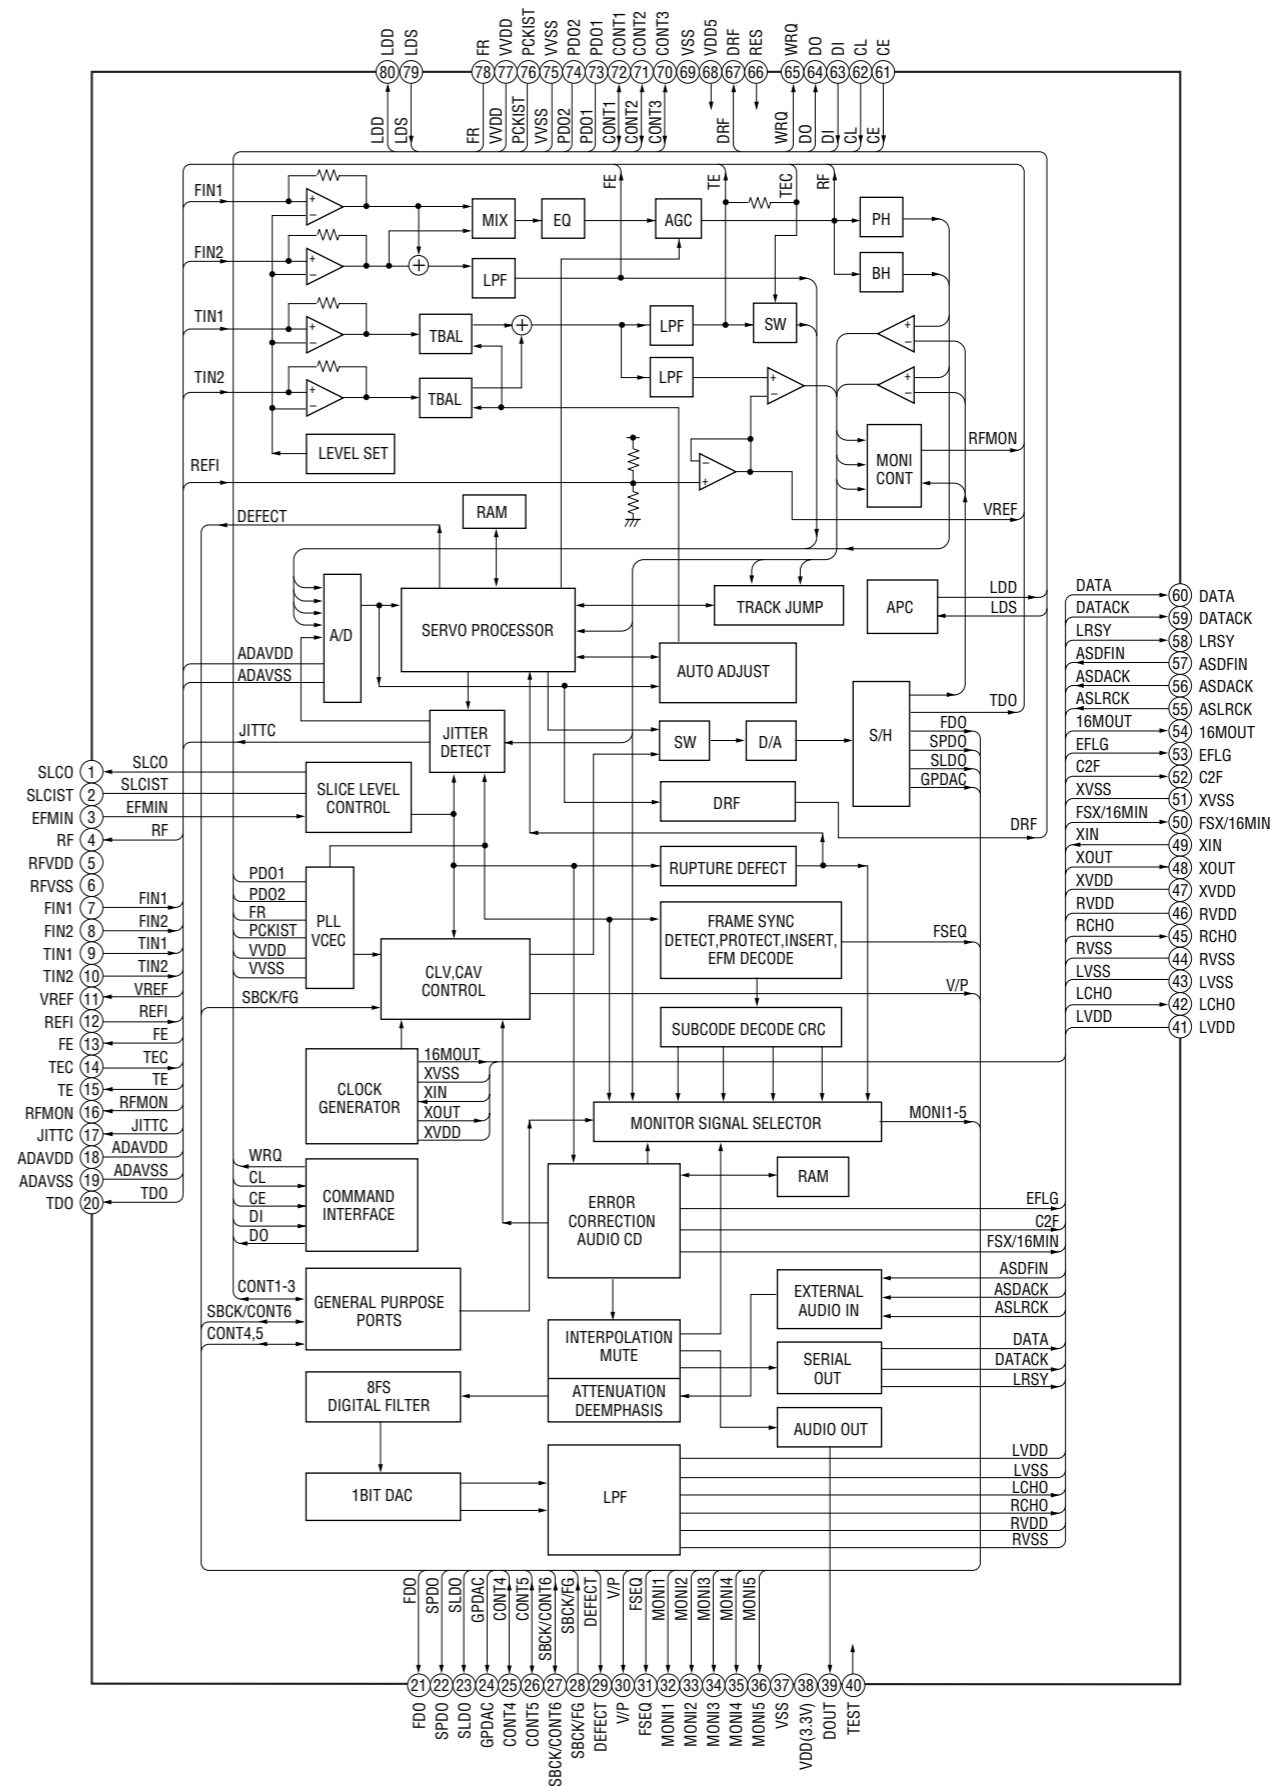 LDD
LDS
FR
VVDD
PCKIST
VVSS
PDO2
PDO1
CONT1
CONT2
CONT3
VSS
VDD5
DRF
RES
WRQ
DO
DI
CL
CE
80
79
78
77
76
75
74
73
72
71
70
69
68
67
66
65
64
63
62
61
LDD
LDS
FR
VVDD
PCKIST
VVSS
PDO2
PDO1
CONT1
CONT2
CONT3
DRF
WRQ
DO
DI
CL
CE
FIN1
FE
TE
TEC
RF
MIX
EQ
AGC
PH
FIN2
LPF
BH
TIN1
TBAL
LPF
SW
TIN2
TBAL
LPF
LEVEL SET
RFMON
REFI
MONI
CONT
VREF
DEFECT
RAM
A/D
SERVO PROCESSOR
TRACK JUMP
APC
LDD
LDS
AUTO ADJUST
ADAVDD
ADAVSS
TDO
JITTC
JITTER
DETECT
SW
D/A
S/H
FDO
SPDO
SLDO
GPDAC
SLCO 1 SLCO
SLCIST 2 SLCIST
EFMIN 3 EFMIN
RF 4 RF
RFVDD 5
RFVSS 6
FIN1 7 FIN1
FIN2 8 FIN2
TIN1 9 TIN1
TIN2 10 TIN2
VREF 11 VREF
REFI 12 REFI
FE 13 FE
TEC 14 TEC
TE 15 TE
RFMON 16 RFMON
JITTC 17 JITTC
ADAVDD 18 ADAVDD
ADAVSS 19 ADAVSS
TDO 20 TDO
SLCO
SLCIST
EFMIN
SLICE LEVEL
CONTROL
DRF
DRF
RUPTURE DEFECT
PDO1
PDO2
FR
PCKIST
VVDD
VVSS
PLL
VCEC
FRAME SYNC
DETECT,PROTECT,INSERT,
EFM DECODE
FSEQ
CLV,CAV
CONTROL
V/P
SBCK/FG
SUBCODE DECODE CRC
CLOCK
GENERATOR
16MOUT
XVSS
XIN
XOUT
XVDD
MONITOR SIGNAL SELECTOR
MONI1-5
WRQ
CL
CE
DI
DO
COMMAND
INTERFACE
ERROR
CORRECTION
AUDIO CD
RAM
EFLG
C2F
FSX/16MIN
CONT1-3
SBCK/CONT6
CONT4,5
GENERAL PURPOSE
PORTS
EXTERNAL
AUDIO IN
ASDFIN
ASDACK
ASLRCK
INTERPOLATION
MUTE
SERIAL
OUT
DATA
DATACK
LRSY
8FS
DIGITAL FILTER
ATTENUATION
DEEMPHASIS
AUDIO OUT
1BIT DAC
LPF
LVDD
LVSS
LCHO
RCHO
RVDD
RVSS
DATA 60 DATA
DATACK 59 DATACK
LRSY 58 LRSY
ASDFIN 57 ASDFIN
ASDACK 56 ASDACK
ASLRCK 55 ASLRCK
16MOUT 54 16MOUT
EFLG 53 EFLG
C2F 52 C2F
XVSS 51 XVSS
FSX/16MIN 50 FSX/16MIN
XIN 49 XIN
XOUT 48 XOUT
XVDD 47 XVDD
RVDD 46 RVDD
RCHO 45 RCHO
RVSS 44 RVSS
LVSS 43 LVSS
LCHO 42 LCHO
LVDD 41 LVDD
FDO
SPDO
SLDO
GPDAC
CONT4
CONT5
SBCK/CONT6
SBCK/FG
DEFECT
V/P
FSEQ
MONI1
MONI2
MONI3
MONI4
MONI5
21
22
23
24
25
26
27
28
29
30
31
32
33
34
35
36
37
38
39
40
FDO
SPDO
SLDO
GPDAC
CONT4
CONT5
SBCK/CONT6
SBCK/FG
DEFECT
V/P
FSEQ
MONI1
MONI2
MONI3
MONI4
MONI5
VSS
VDD(3.3V)
DOUT
TEST